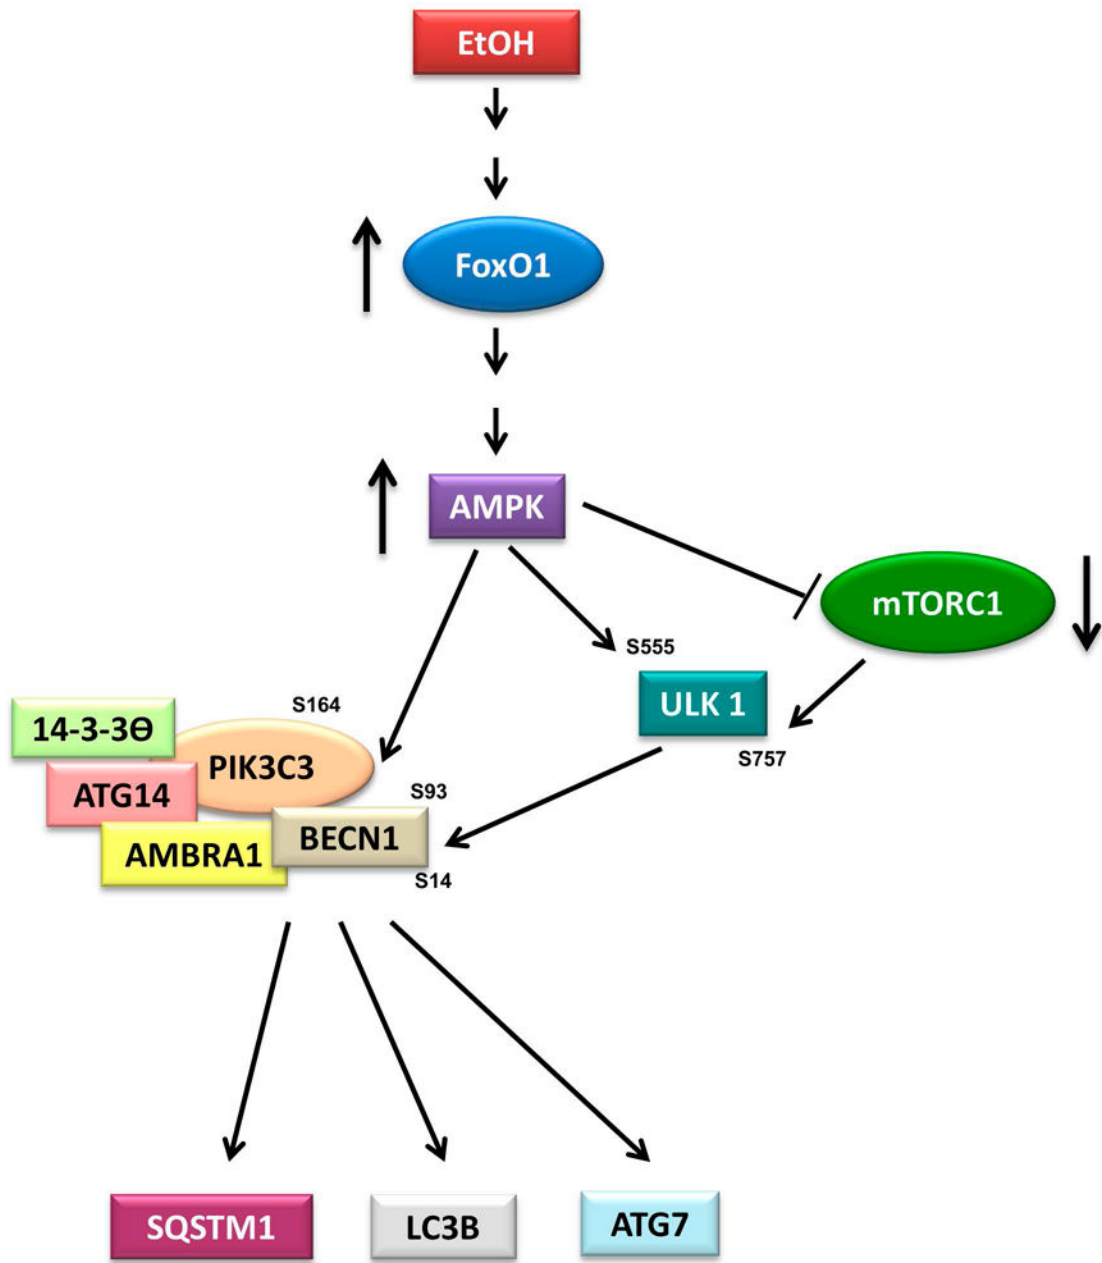 EtOH
FoxO1
AMPK
mTORC1
S555
ULK 1
S757
S164
14-3-3Ө
PIK3C3
ATG14
S93
BECN1
AMBRA1
S14
SQSTM1
LC3B
ATG7